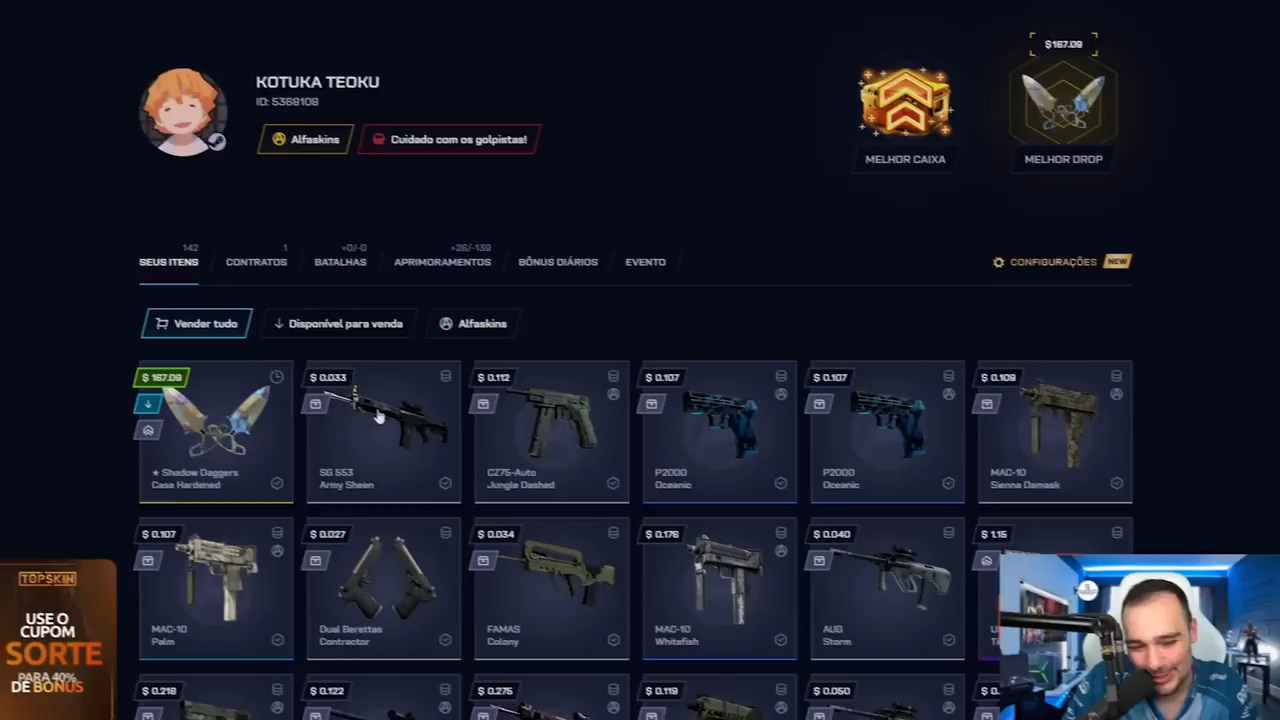 $167.09
KOTUKA TEOKU
ID: 5368108
Alfaskins
Cuidado com os golpistas!
MELHOR CAIXA
MELHOR DROP
142
1
+0/-0
+26/-139
SEUS ITENS
CONTRATOS
BATALHAS
APRIMORAMENTOS
BÔNUS DIÁRIOS
EVENTO
CONFIGURAÇÕES
NEW
Vender tudo
Disponível para venda
Alfaskins
$ 167.09
★ Shadow Daggers
Case Hardened
$ 0.033
SG 553
Army Sheen
$ 0.112
CZ75-Auto
Jungle Dashed
$ 0.107
P2000
Oceanic
$ 0.107
P2000
Oceanic
$ 0.109
MAC-10
Sienna Damask
$ 0.107
MAC-10
Palm
$ 0.027
Dual Berettas
Contractor
$ 0.034
FAMAS
Colony
$ 0.176
MAC-10
Whitefish
$ 0.040
AUG
Storm
$ 1.15
$ 0.218
$ 0.122
$ 0.275
$ 0.119
$ 0.050
$ 0.
TOPSKIN
USE O
CUPOM
SORTE
PARA 40%
DE BÔNUS